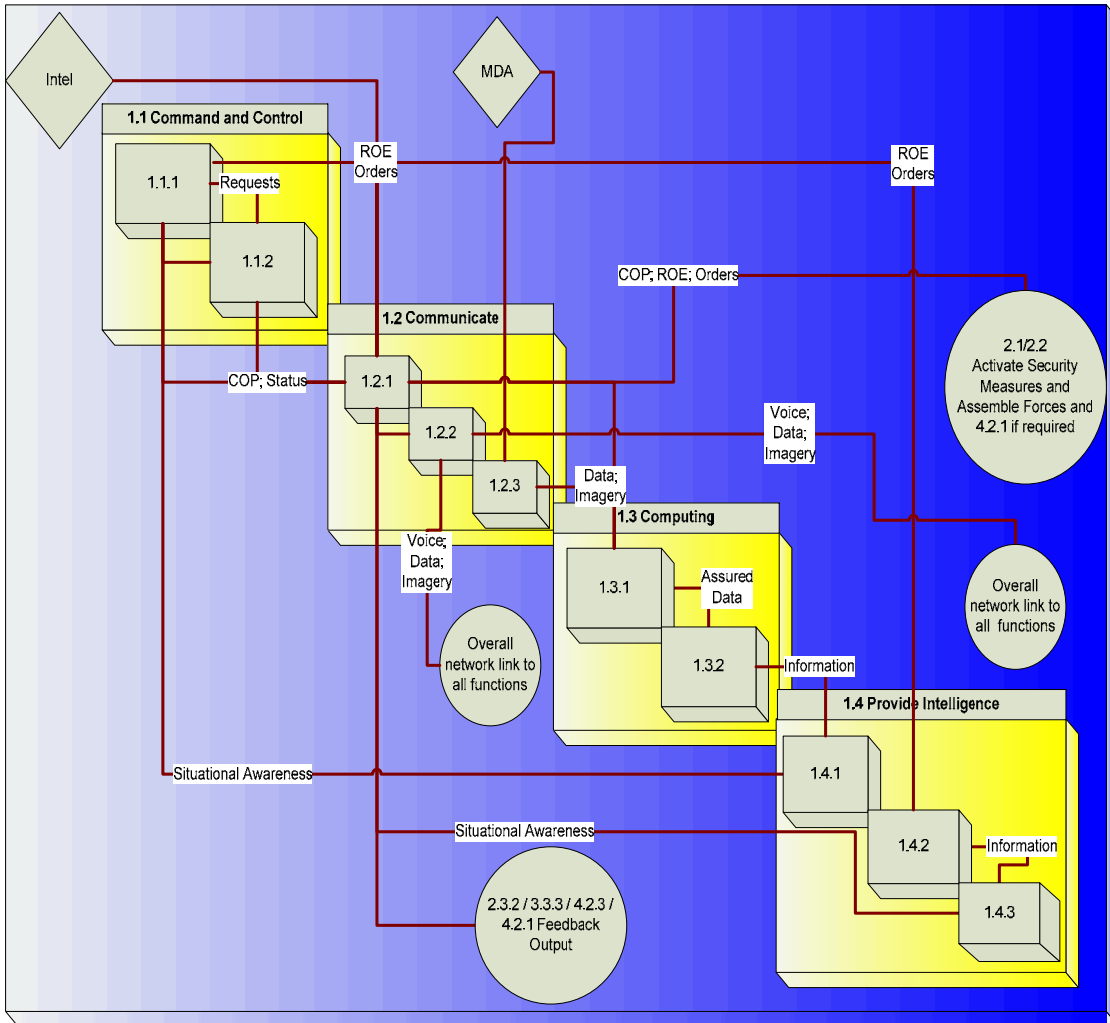 Intel
MDA
1.1 Command and Control
ROE
Orders
ROE
Orders
1.1.1
Requests
1.1.2
COP; ROE; Orders
1.2 Communicate
2.1/2.2
Activate Security
Measures and
Assemble Forces and
4.2.1 if required
COP; Status
1.2.1
Voice;
Data;
Imagery
1.2.2
1.2.3
Data;
Imagery
1.3 Computing
Voice;
Data;
Imagery
1.3.1
Assured
Data
Overall
network link to
all functions
Overall
network link to
all functions
1.3.2
Information
1.4 Provide Intelligence
Situational Awareness
1.4.1
Situational Awareness
1.4.2
Information
2.3.2 / 3.3.3 / 4.2.3 /
4.2.1 Feedback
Output
1.4.3